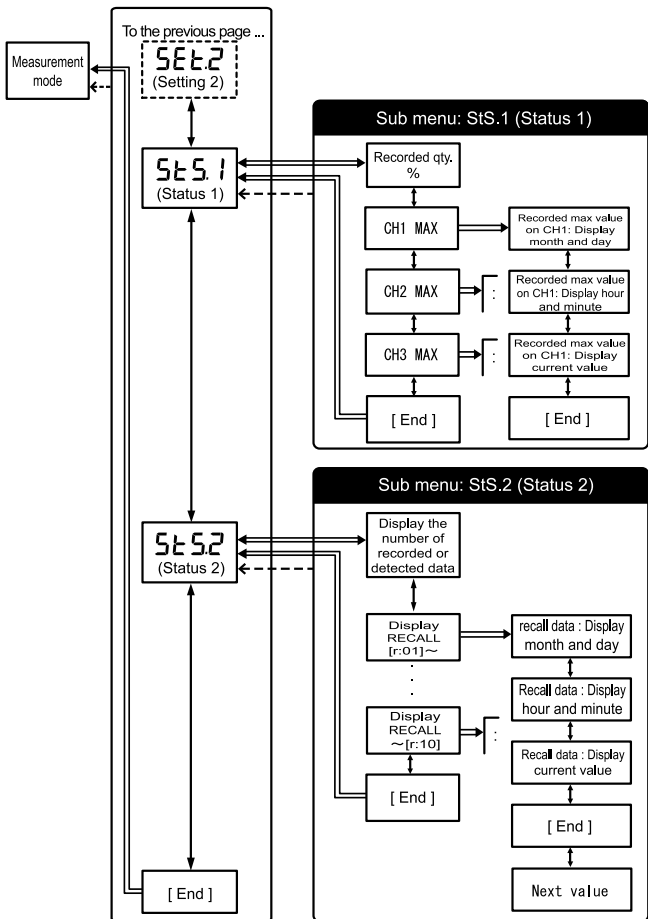 To the previous page ...
SEt.2
(Setting 2)
Measurement
mode
StS.1
(Status 1)
StS.2
(Status 2)
[ End ]
Sub menu: StS.1 (Status 1)
Recorded qty.
%
CH1 MAX
CH2 MAX
:
CH3 MAX
:
[ End ]
Recorded max value
on CH1: Display
month and day
Recorded max value
on CH1: Display hour
and minute
Recorded max value
on CH1: Display
current value
[ End ]
Sub menu: StS.2 (Status 2)
Display the
number of
recorded or
detected data
Display
RECALL
[r:01]～
.
.
.
Display
RECALL
～[r:10]
:
[ End ]
recall data : Display
month and day
Recall data : Display
hour and minute
Recall data : Display
current value
[ End ]
Next value